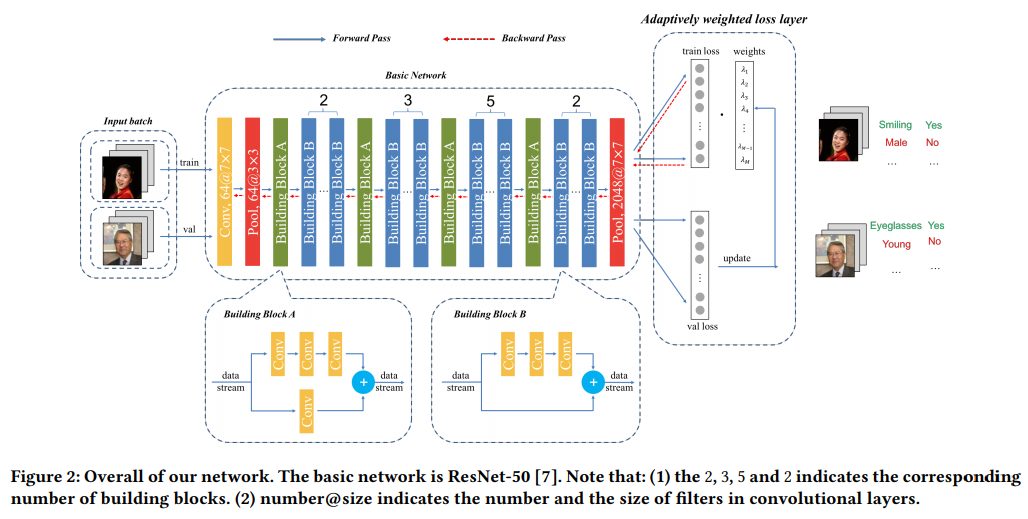 Adaptively weighted loss layer
Forward Pass
Backward Pass
train loss
weights
Basic Network
2
3
5
2
Input batch
train
val
Conv, 64@7×7
Pool, 64@3×3
Building Block A
Building Block B
...
Building Block B
Building Block A
Building Block B
...
Building Block B
Building Block A
Building Block B
...
Building Block B
Building Block A
Building Block B
...
Building Block B
Pool, 2048@7×7
λ₁
λ₂
λ₃
λ₄
⋮
λ_{M−1}
λ_M
update
val loss
Smiling Yes
Male No
... ...
Eyeglasses Yes
Young No
... ...
Building Block A
data
stream
Conv
Conv
Conv
Conv
+
data
stream
Building Block B
data
stream
Conv
Conv
Conv
+
data
stream
Figure 2: Overall of our network. The basic network is ResNet-50 [7]. Note that: (1) the 2, 3, 5 and 2 indicates the corresponding
number of building blocks. (2) number@size indicates the number and the size of filters in convolutional layers.